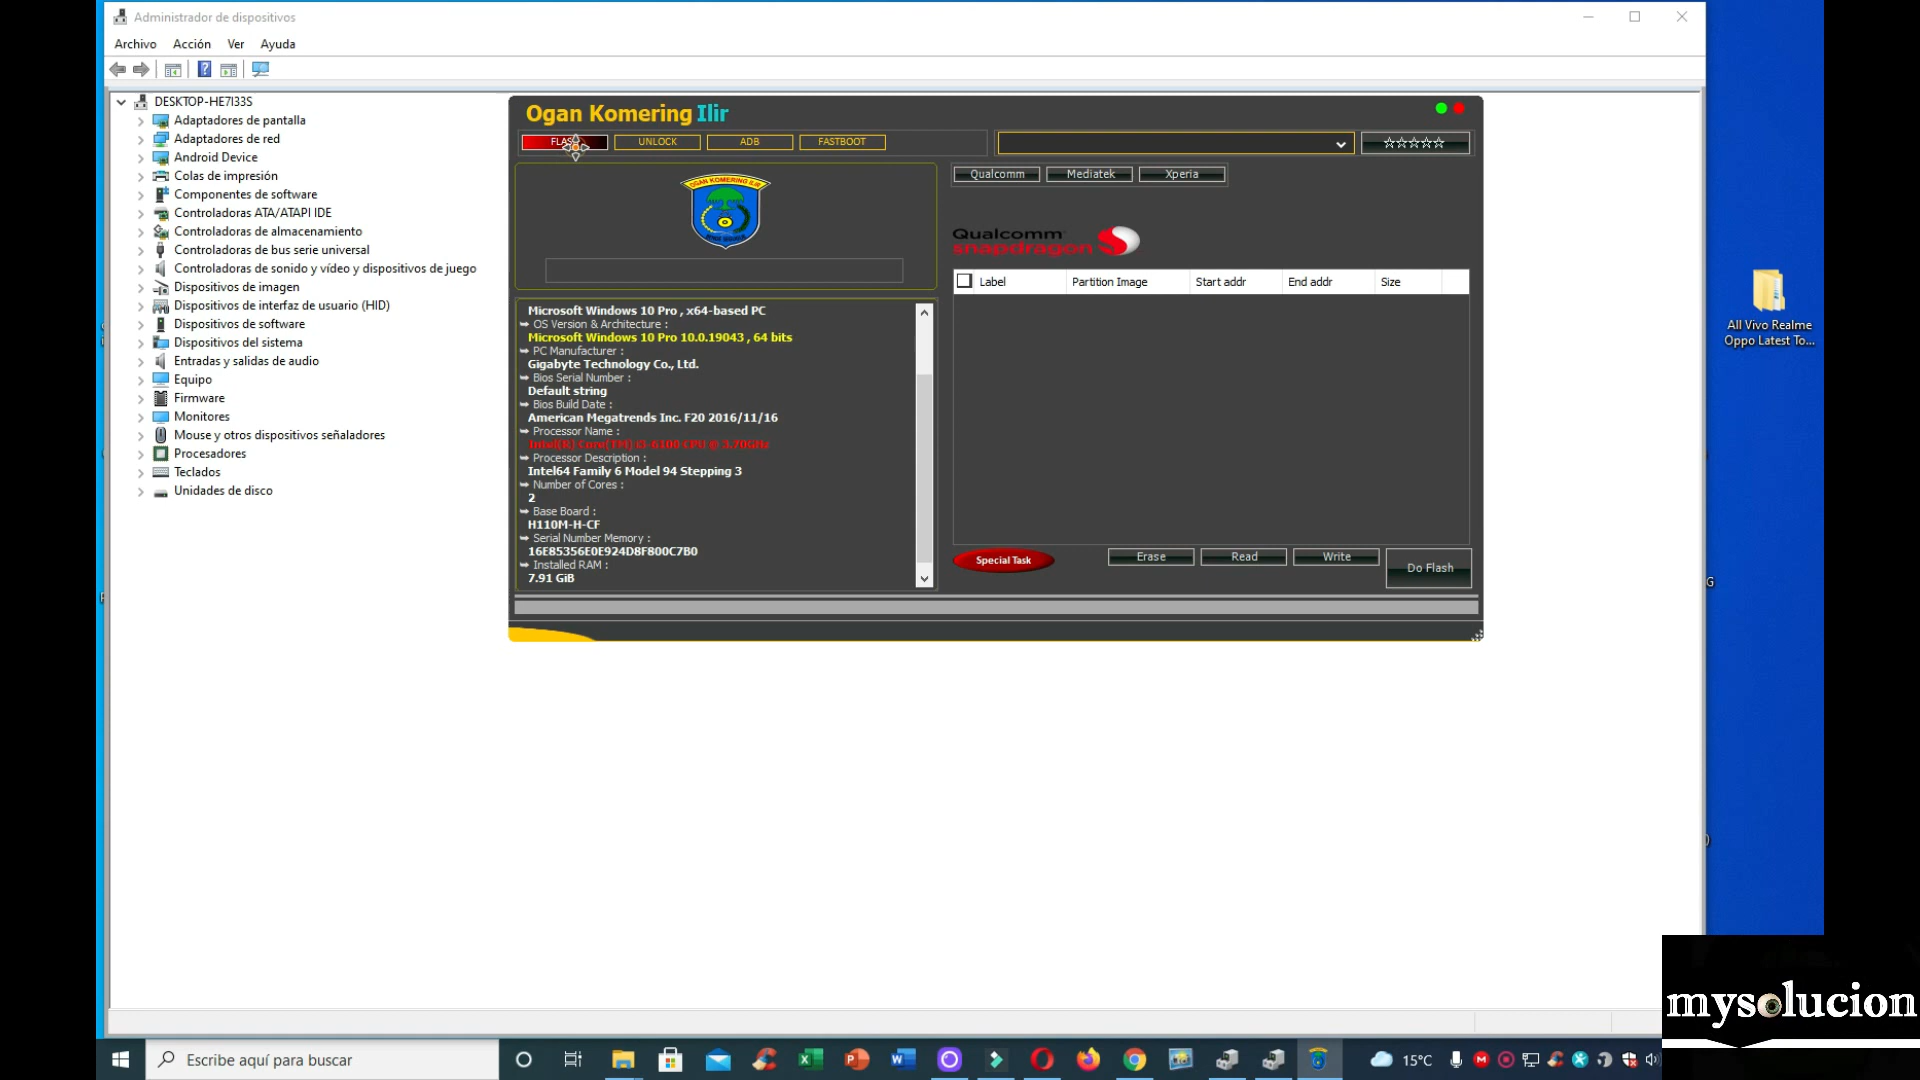 Administrador de dispositivos
Archivo Acción Ver Ayuda
DESKTOP-HE7I33S
Adaptadores de pantalla
Adaptadores de red
Android Device
Colas de impresión
Componentes de software
Controladoras ATA/ATAPI IDE
Controladoras de almacenamiento
Controladoras de bus serie universal
Controladoras de sonido y vídeo y dispositivos de juego
Dispositivos de imagen
Dispositivos de interfaz de usuario (HID)
Dispositivos de software
Dispositivos del sistema
Entradas y salidas de audio
Equipo
Firmware
Monitores
Mouse y otros dispositivos señaladores
Procesadores
Teclados
Unidades de disco
Ogan Komering Ilir
UNLOCK ADB FASTBOOT
OGAN KOMERING ILIR
Microsoft Windows 10 Pro , x64-based PC
OS Version & Architecture :
Microsoft Windows 10 Pro 10.0.19043 , 64 bits
PC Manufacturer :
Gigabyte Technology Co., Ltd.
Bios Serial Number :
Default string
Bios Build Date :
American Megatrends Inc. F20 2016/11/16
Processor Name :
Intel(R) Core(TM) i3-6100 CPU @ 3.70GHz
Processor Description :
Intel64 Family 6 Model 94 Stepping 3
Number of Cores :
2
Base Board :
H110M-H-CF
Serial Number Memory :
16E85356E0E924D8F800C7B0
Installed RAM :
7.91 GiB
Qualcomm Mediatek Xperia
Qualcomm
snapdragon
Label Partition Image Start addr End addr Size
Special Task
Erase Read Write Do Flash
All Vivo Realme
Oppo Latest To...
mysolucion
Escribe aquí para buscar
15°C